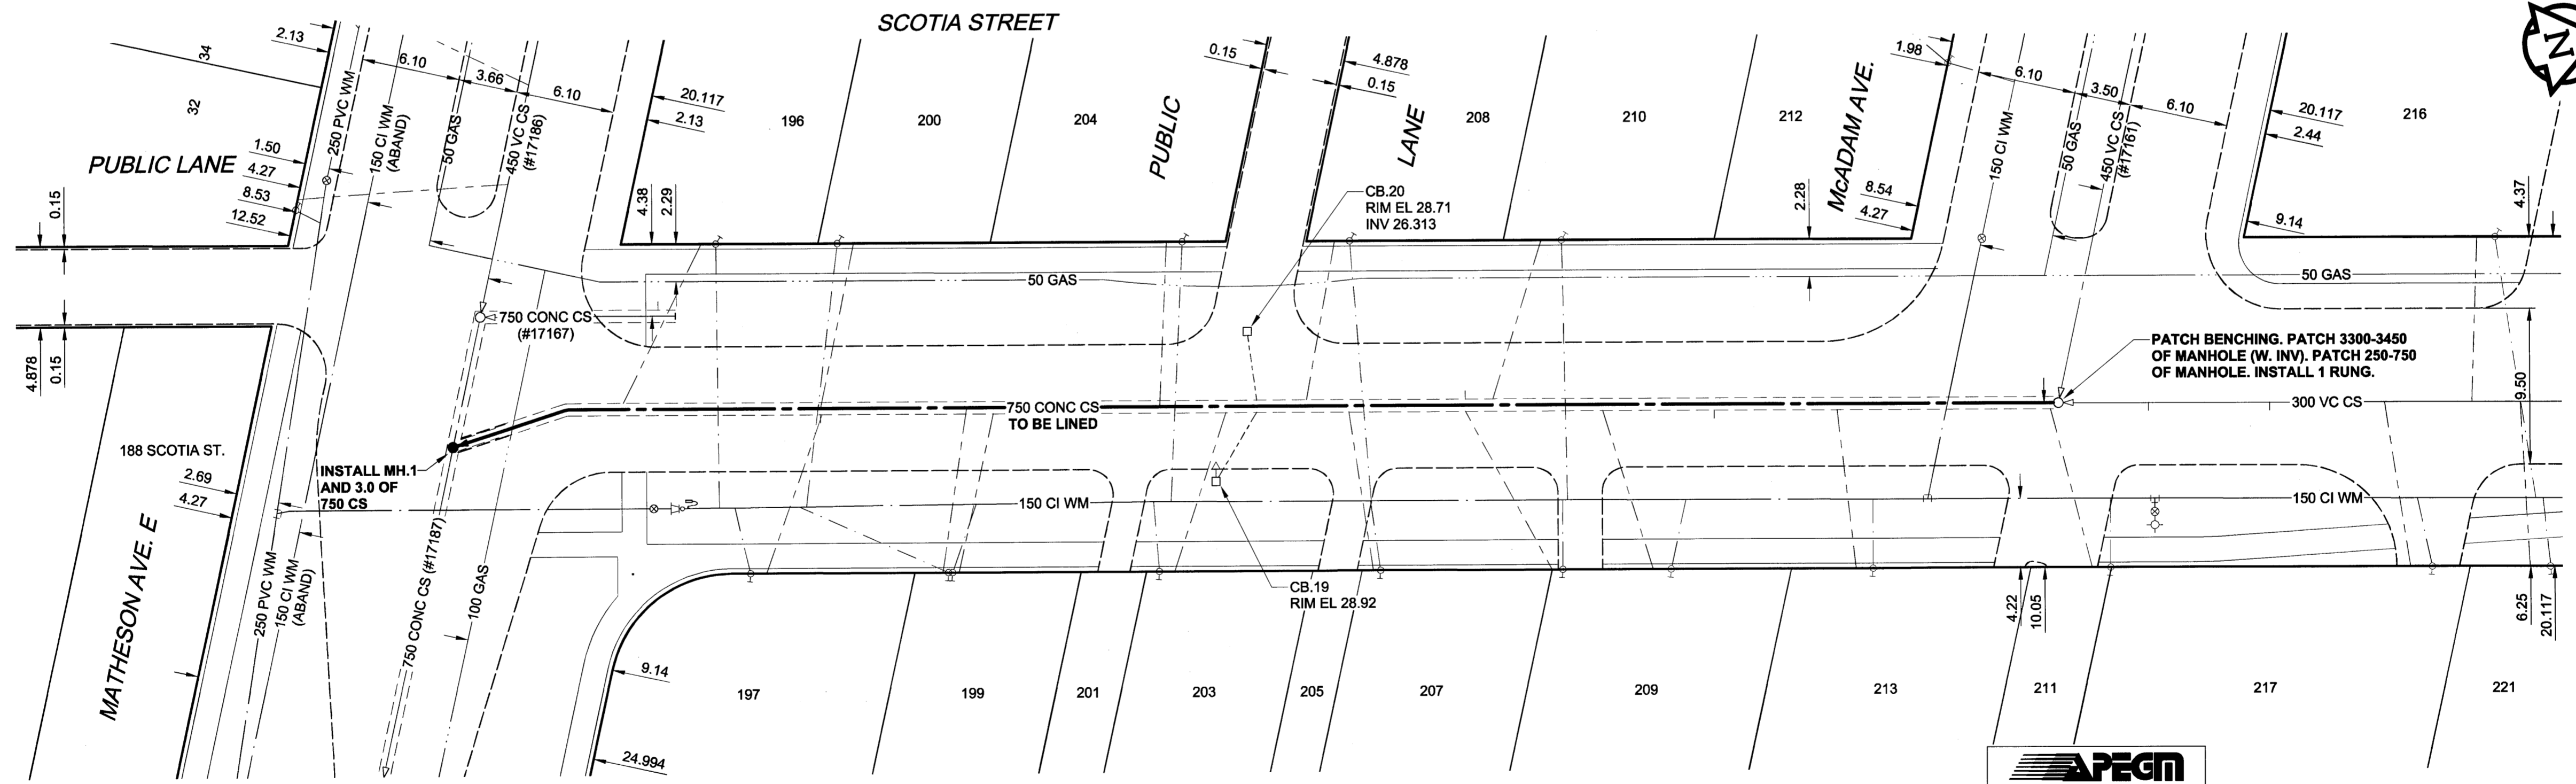 SCOTIA STREET
N
34
32
2.13
6.10
3.66
6.10
250 PVC WM
150 CI WM
(ABAND)
50 GAS
450 VC CS
(#17186)
20.117
2.13
196
200
204
0.15
PUBLIC
LANE
4.878
0.15
208
210
212
1.98
McADAM AVE.
6.10
3.50
6.10
150 CI WM
50 GAS
450 VC CS
(#17161)
20.117
2.44
216
PUBLIC LANE
1.50
4.27
8.53
12.52
0.15
4.38
2.29
CB.20
RIM EL 28.71
INV 26.313
2.28
8.54
4.27
9.14
4.37
50 GAS
50 GAS
750 CONC CS
(#17167)
4.878
0.15
PATCH BENCHING. PATCH 3300-3450
OF MANHOLE (W. INV). PATCH 250-750
OF MANHOLE. INSTALL 1 RUNG.
9.50
750 CONC CS
TO BE LINED
300 VC CS
188 SCOTIA ST.
2.69
4.27
INSTALL MH.1
AND 3.0 OF
750 CS
150 CI WM
150 CI WM
MATHESON AVE. E
250 PVC WM
150 CI WM
(ABAND)
750 CONC CS (#17187)
100 GAS
CB.19
RIM EL 28.92
4.22
10.05
6.25
20.117
9.14
24.994
197
199
201
203
205
207
209
213
211
217
221
APEGM